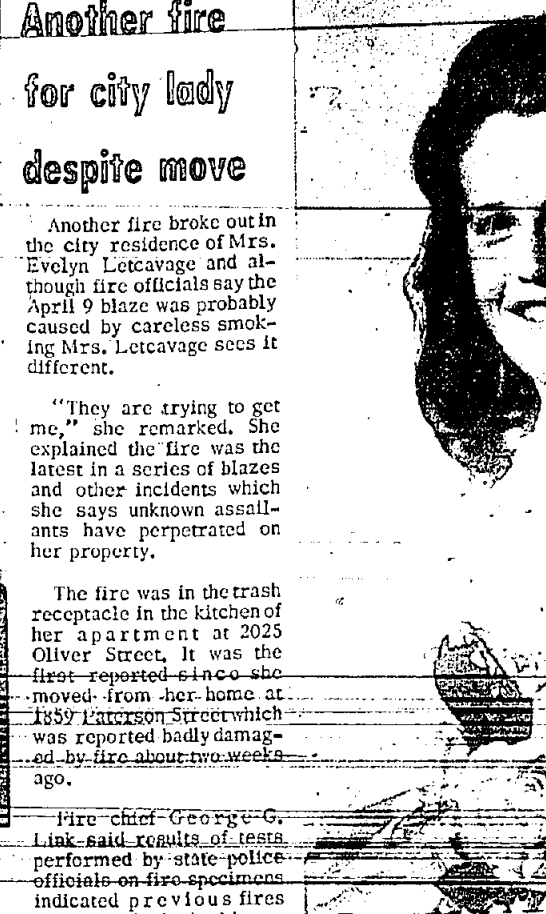 Another fire
for city lady
despite move
Another fire broke out in
the city residence of Mrs.
Evelyn Letcavage and al-
though fire officials say the
April 9 blaze was probably
caused by careless smok-
ing Mrs. Letcavage sees it
different.
"They are trying to get
me," she remarked. She
explained the fire was the
latest in a series of blazes
and other incidents which
she says unknown assail-
ants have perpetrated on
her property.
The fire was in the trash
receptacle in the kitchen of
her apartment at 2025
Oliver Street. It was the
first reported since she
moved from her home at
1859 Paterson Street which
was reported badly damag-
ed by fire about two weeks
ago.
Fire chief George G.
Link said results of tests
performed by state police
officials on fire specimens
indicated previous fires